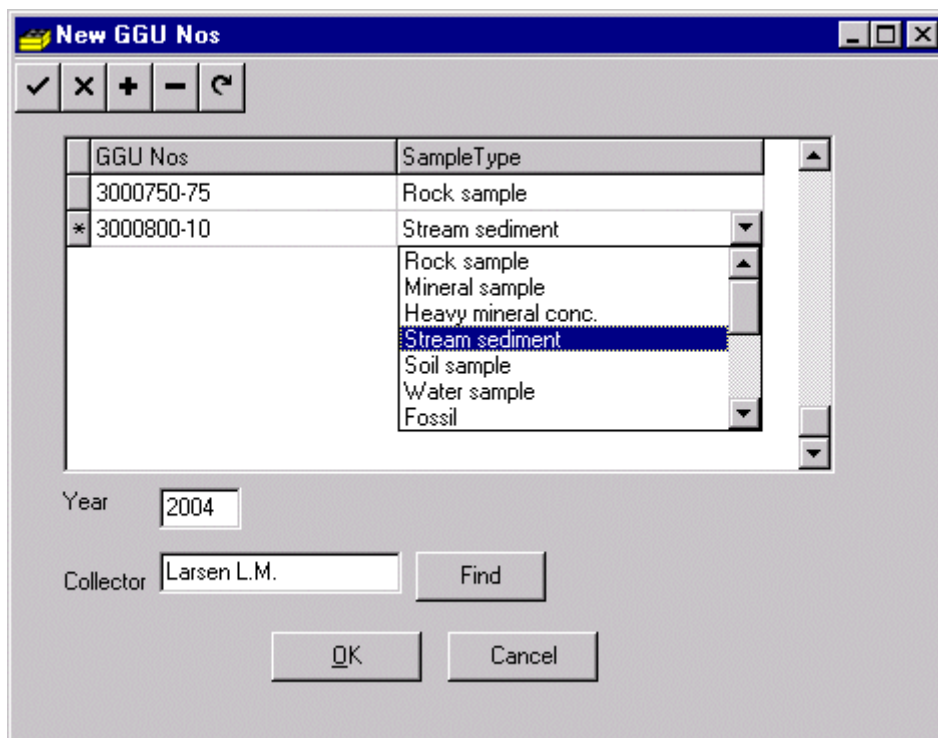 New GGU Nos
GGU Nos SampleType
3000750-75 Rock sample
* 3000800-10 Stream sediment
Rock sample
Mineral sample
Heavy mineral conc.
Stream sediment
Soil sample
Water sample
Fossil
Year 2004
Collector Larsen L.M. Find
OK Cancel